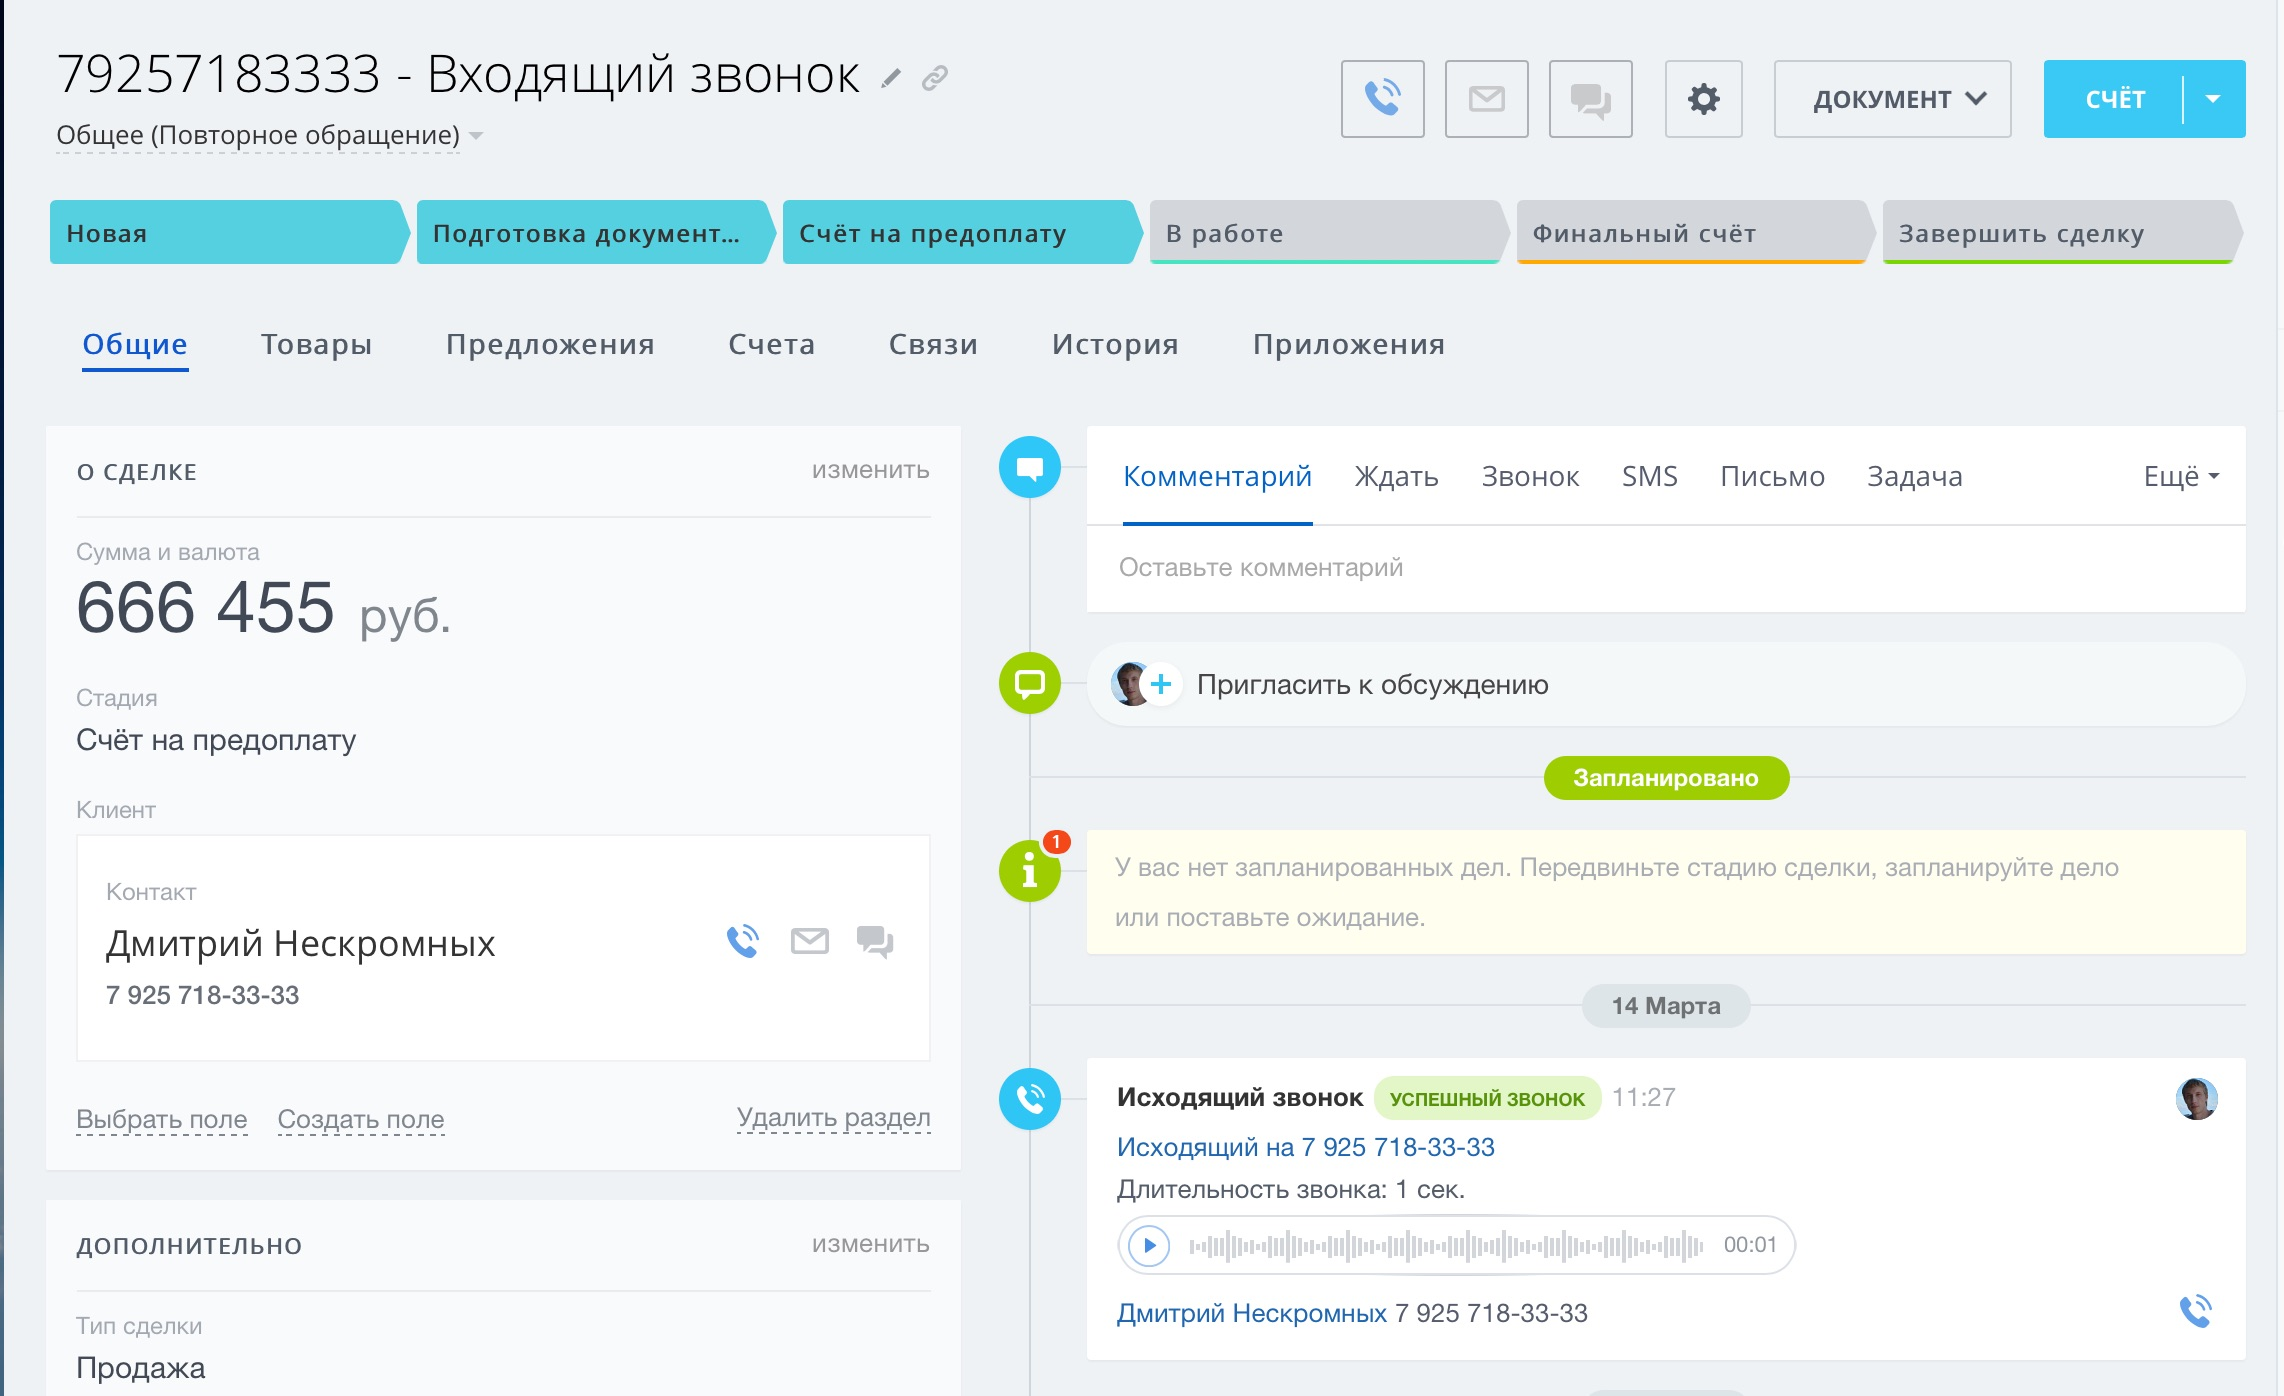 79257183333 - Входящий звонок
Общее (Повторное обращение)
ДОКУМЕНТ
СЧЁТ
Новая
Подготовка документ...
Счёт на предоплату
В работе
Финальный счёт
Завершить сделку
Общие
Товары
Предложения
Счета
Связи
История
Приложения
О СДЕЛКЕ
изменить
Сумма и валюта
666 455 руб.
Стадия
Счёт на предоплату
Клиент
Контакт
Дмитрий Нескромных
7 925 718-33-33
Выбрать поле
Создать поле
Удалить раздел
ДОПОЛНИТЕЛЬНО
изменить
Тип сделки
Продажа
Комментарий
Ждать
Звонок
SMS
Письмо
Задача
Ещё
Оставьте комментарий
Пригласить к обсуждению
Запланировано
1
У вас нет запланированных дел. Передвиньте стадию сделки, запланируйте дело
или поставьте ожидание.
14 Марта
Исходящий звонок УСПЕШНЫЙ ЗВОНОК 11:27
Исходящий на 7 925 718-33-33
Длительность звонка: 1 сек.
00:01
Дмитрий Нескромных 7 925 718-33-33